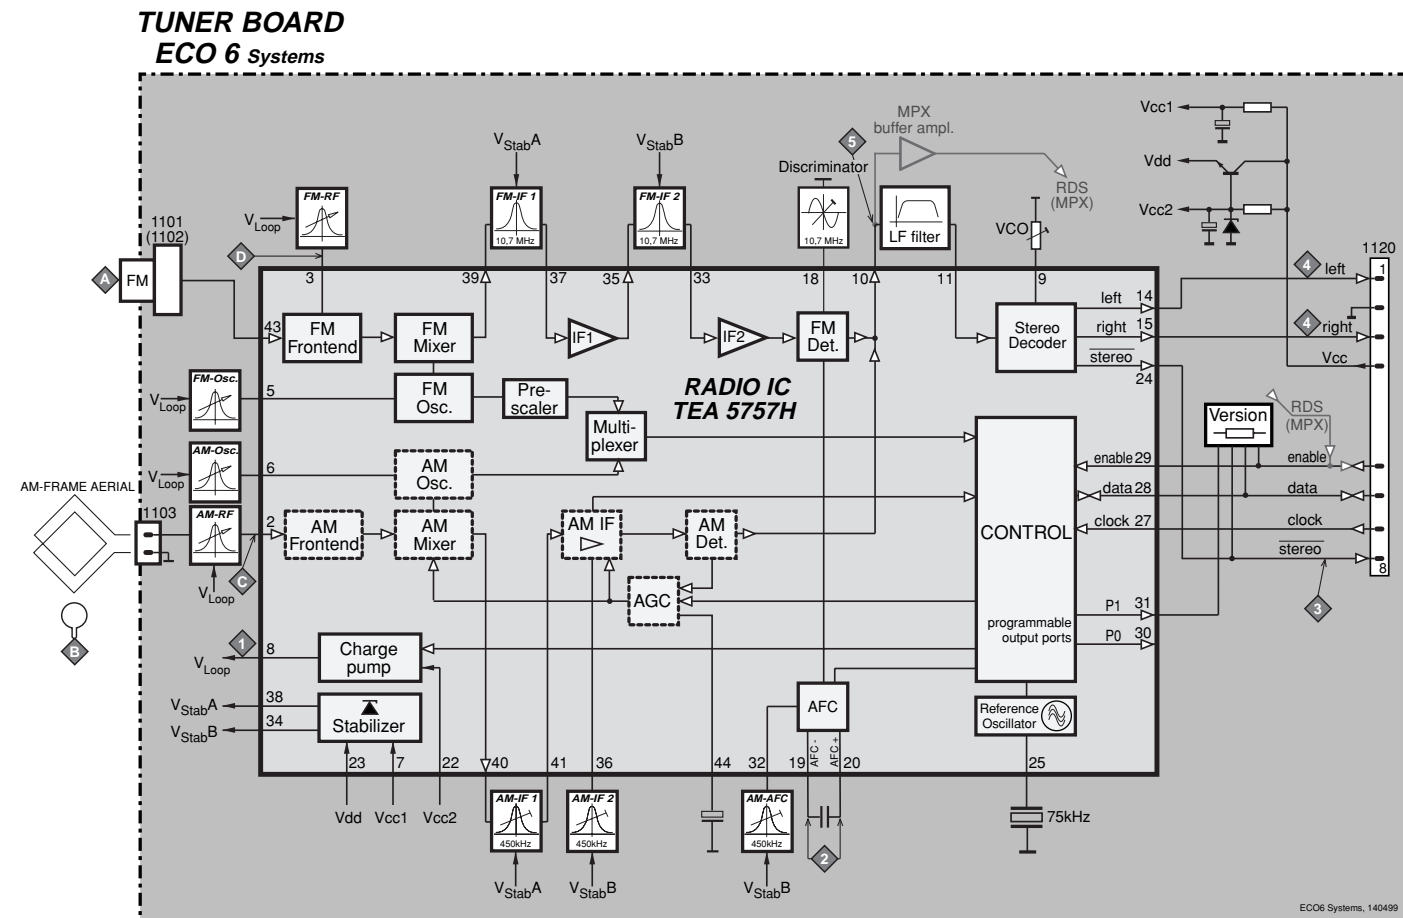 TUNER BOARD
ECO 6 Systems
Vcc1
MPX
buffer ampl.
VStabA
VStabB
5
Discriminator
Vdd
RDS
(MPX)
FM-RF
FM-IF 1
FM-IF 2
VLoop
10,7 MHz
10,7 MHz
10,7 MHz
LF filter
VCO
Vcc2
1101
(1102)
D
1120
A
FM
3
39
37
35
33
18
10
11
9
4
left
1
43
FM
Frontend
FM
Mixer
IF1
IF2
FM
Det.
Stereo
Decoder
left
14
right
15
4
right
stereo
24
Vcc
FM-Osc.
VLoop
5
FM
Osc.
Pre-
scaler
RADIO IC
TEA 5757H
Multi-
plexer
Version
RDS
(MPX)
AM-Osc.
VLoop
6
AM
Osc.
enable
29
enable
AM-FRAME AERIAL
data
28
data
1103
AM-RF
2
AM
Frontend
AM
Mixer
AM IF
AM
Det.
CONTROL
clock
27
clock
stereo
8
VLoop
C
AGC
3
B
programmable
output ports
P1
31
P0
30
1
8
VLoop
Charge
pump
38
VStabA
34
VStabB
Stabilizer
AFC
Reference
Oscillator
AFC -
AFC +
23
7
22
40
41
36
44
32
19
20
25
Vdd
Vcc1
Vcc2
AM-IF 1
450kHz
AM-IF 2
450kHz
AM-AFC
450kHz
75kHz
2
VStabA
VStabB
VStabB
ECO6 Systems, 140499